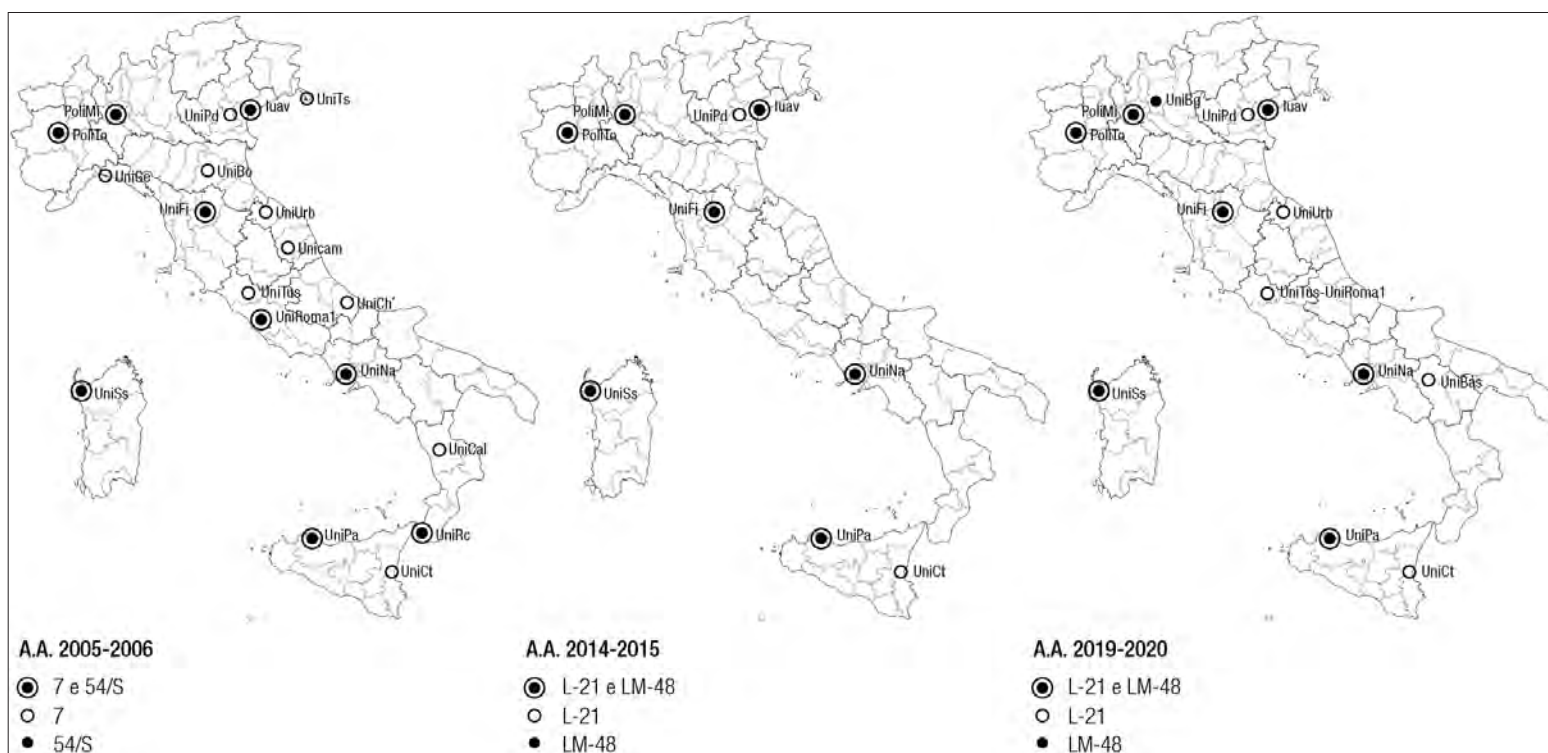 UniTs
PoliMi
Iuav
UniPd
PoliTo
UniGe
UniBo
UniFi
UniUrb
Unicam
UniTus
UniCh
UniRoma1
UniNa
UniSs
UniCal
UniPa
UniRc
UniCt
A.A. 2005-2006
7 e 54/S
7
54/S
PoliMi
Iuav
UniPd
PoliTo
UniFi
UniNa
UniSs
UniPa
UniCt
A.A. 2014-2015
L-21 e LM-48
L-21
LM-48
UniBg
PoliMi
Iuav
UniPd
PoliTo
UniFi
UniUrb
UniTus-UniRoma1
UniNa
UniBas
UniSs
UniPa
UniCt
A.A. 2019-2020
L-21 e LM-48
L-21
LM-48